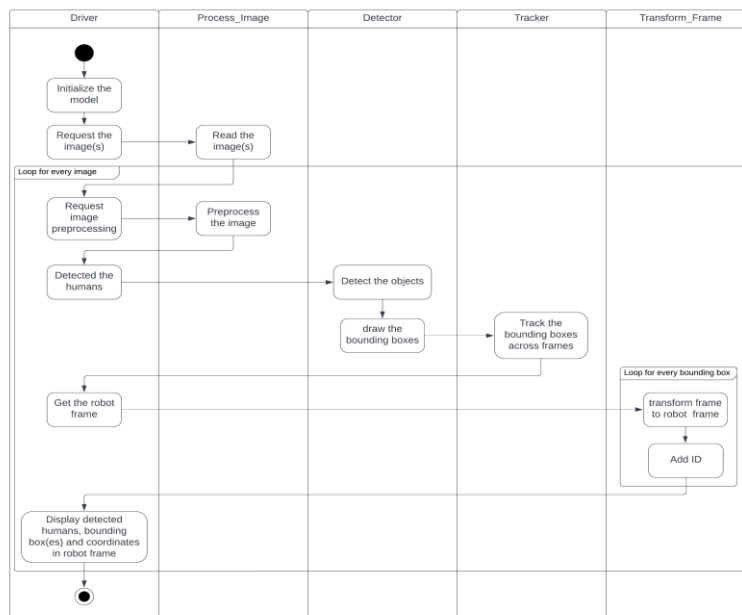 Driver
Process_Image
Detector
Tracker
Transform_Frame
Initialize the
model
Request the
image(s)
Read the
image(s)
Loop for every image
Request
image
preprocessing
Preprocess
the image
Detected the
humans
Detect the objects
draw the
bounding boxes
Track the
bounding boxes
across frames
Loop for every bounding box
Get the robot
frame
transform frame
to robot frame
Add ID
Display detected
humans, bounding
box(es) and coordinates
in robot frame